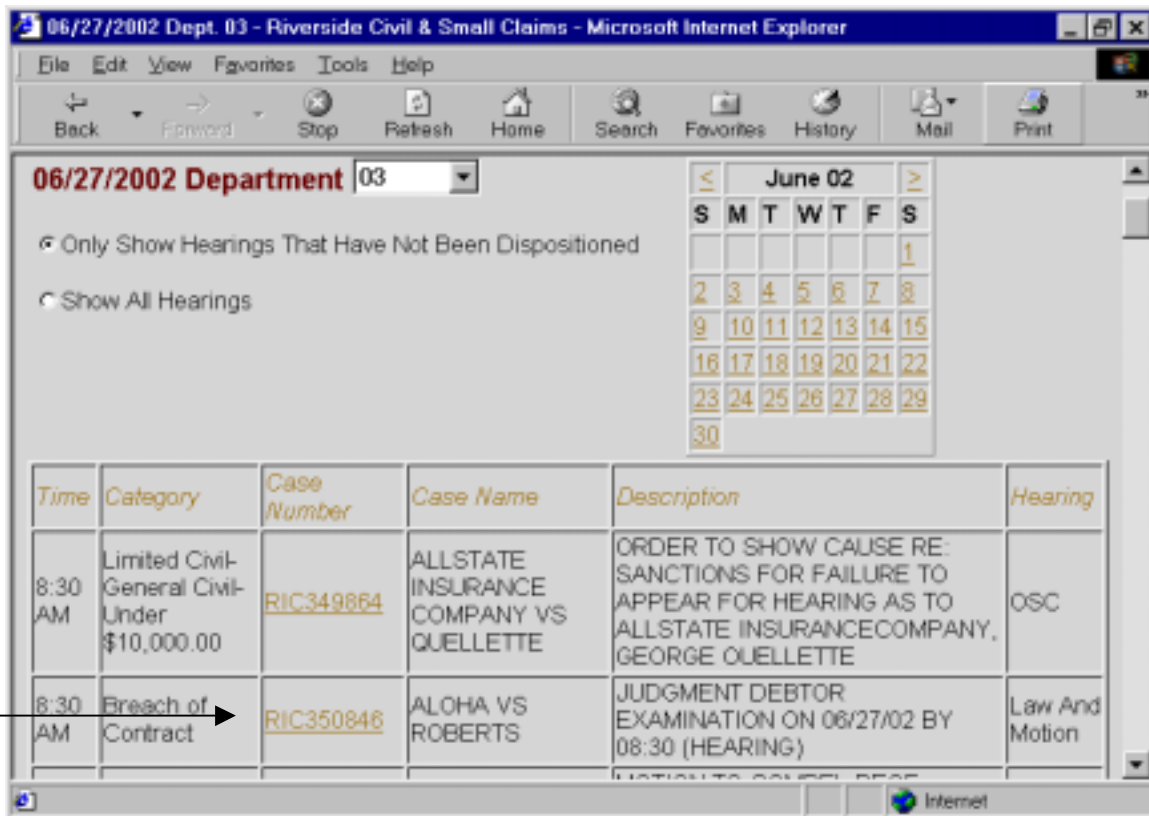 06/27/2002 Dept. 03 - Riverside Civil & Small Claims - Microsoft Internet Explorer
File Edit View Favorites Tools Help
Back Forward Stop Refresh Home Search Favorites History Mail Print
06/27/2002 Department 03
Only Show Hearings That Have Not Been Dispositioned
Show All Hearings
< June 02 >
S M T W T F S
1
2 3 4 5 6 7 8
9 10 11 12 13 14 15
16 17 18 19 20 21 22
23 24 25 26 27 28 29
30
Time Category Case Number Case Name Description Hearing
8:30
AM
Limited Civil-
General Civil-
Under
$10,000.00
RIC349864
ALLSTATE
INSURANCE
COMPANY VS
QUELLETTE
ORDER TO SHOW CAUSE RE:
SANCTIONS FOR FAILURE TO
APPEAR FOR HEARING AS TO
ALLSTATE INSURANCECOMPANY,
GEORGE OUELLETTE
OSC
8:30
AM
Breach of
Contract
RIC350846
ALOHA VS
ROBERTS
JUDGMENT DEBTOR
EXAMINATION ON 06/27/02 BY
08:30 (HEARING)
Law And
Motion
Internet